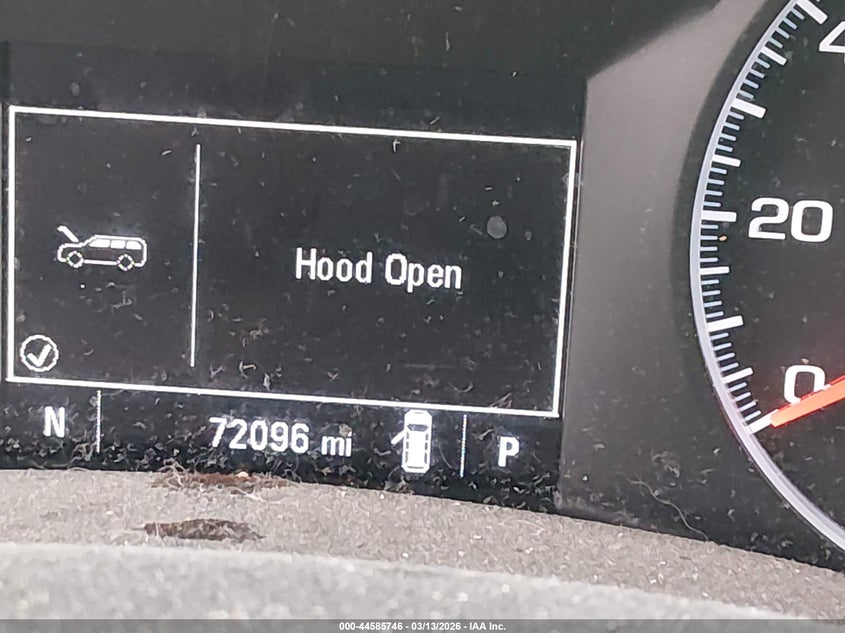 Hood Open
N 72096 mi P
20
0
000-44585746 - 03/13/2026 - IAA Inc.